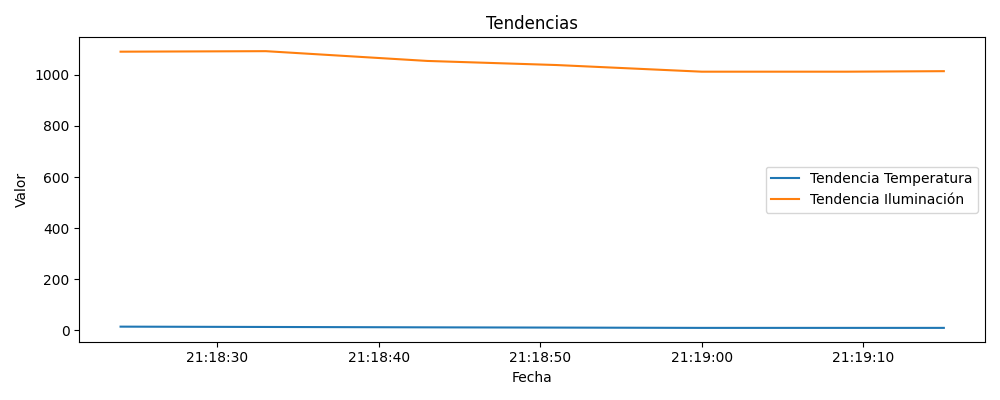 Tendencias
Valor
1000
800
600
400
200
0
Tendencia Temperatura
Tendencia Iluminación
21:18:30
21:18:40
21:18:50
21:19:00
21:19:10
Fecha